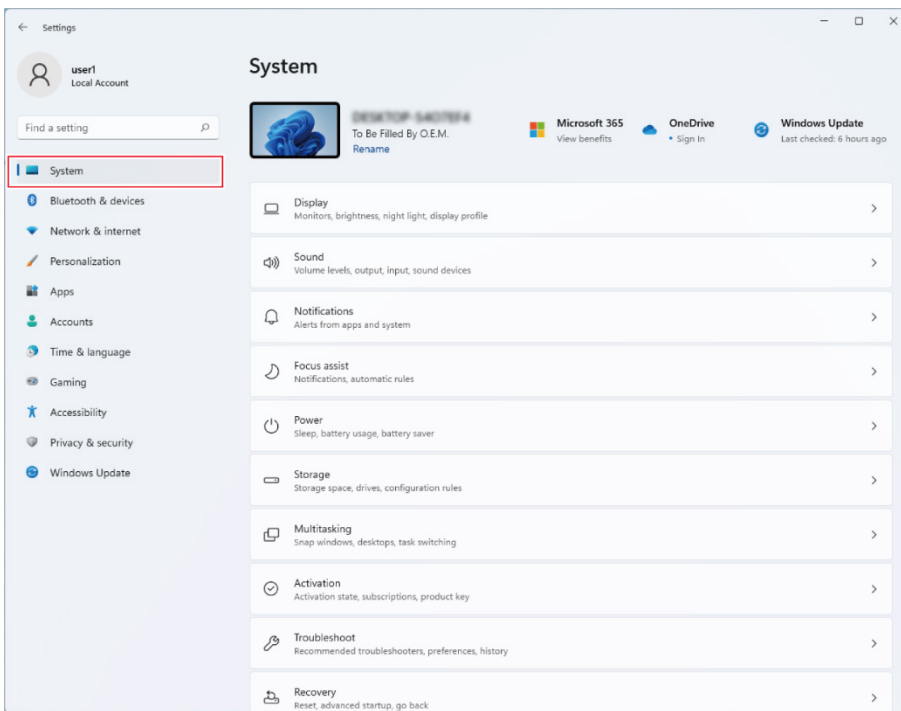 Settings
user1
Local Account
Find a setting
System
Bluetooth & devices
Network & internet
Personalization
Apps
Accounts
Time & language
Gaming
Accessibility
Privacy & security
Windows Update
System
To Be Filled By O.E.M.
Rename
Microsoft 365
View benefits
OneDrive
• Sign In
Windows Update
Last checked: 6 hours ago
Display
Monitors, brightness, night light, display profile
Sound
Volume levels, output, input, sound devices
Notifications
Alerts from apps and system
Focus assist
Notifications, automatic rules
Power
Sleep, battery usage, battery saver
Storage
Storage space, drives, configuration rules
Multitasking
Snap windows, desktops, task switching
Activation
Activation state, subscriptions, product key
Troubleshoot
Recommended troubleshooters, preferences, history
Recovery
Reset, advanced startup, go back